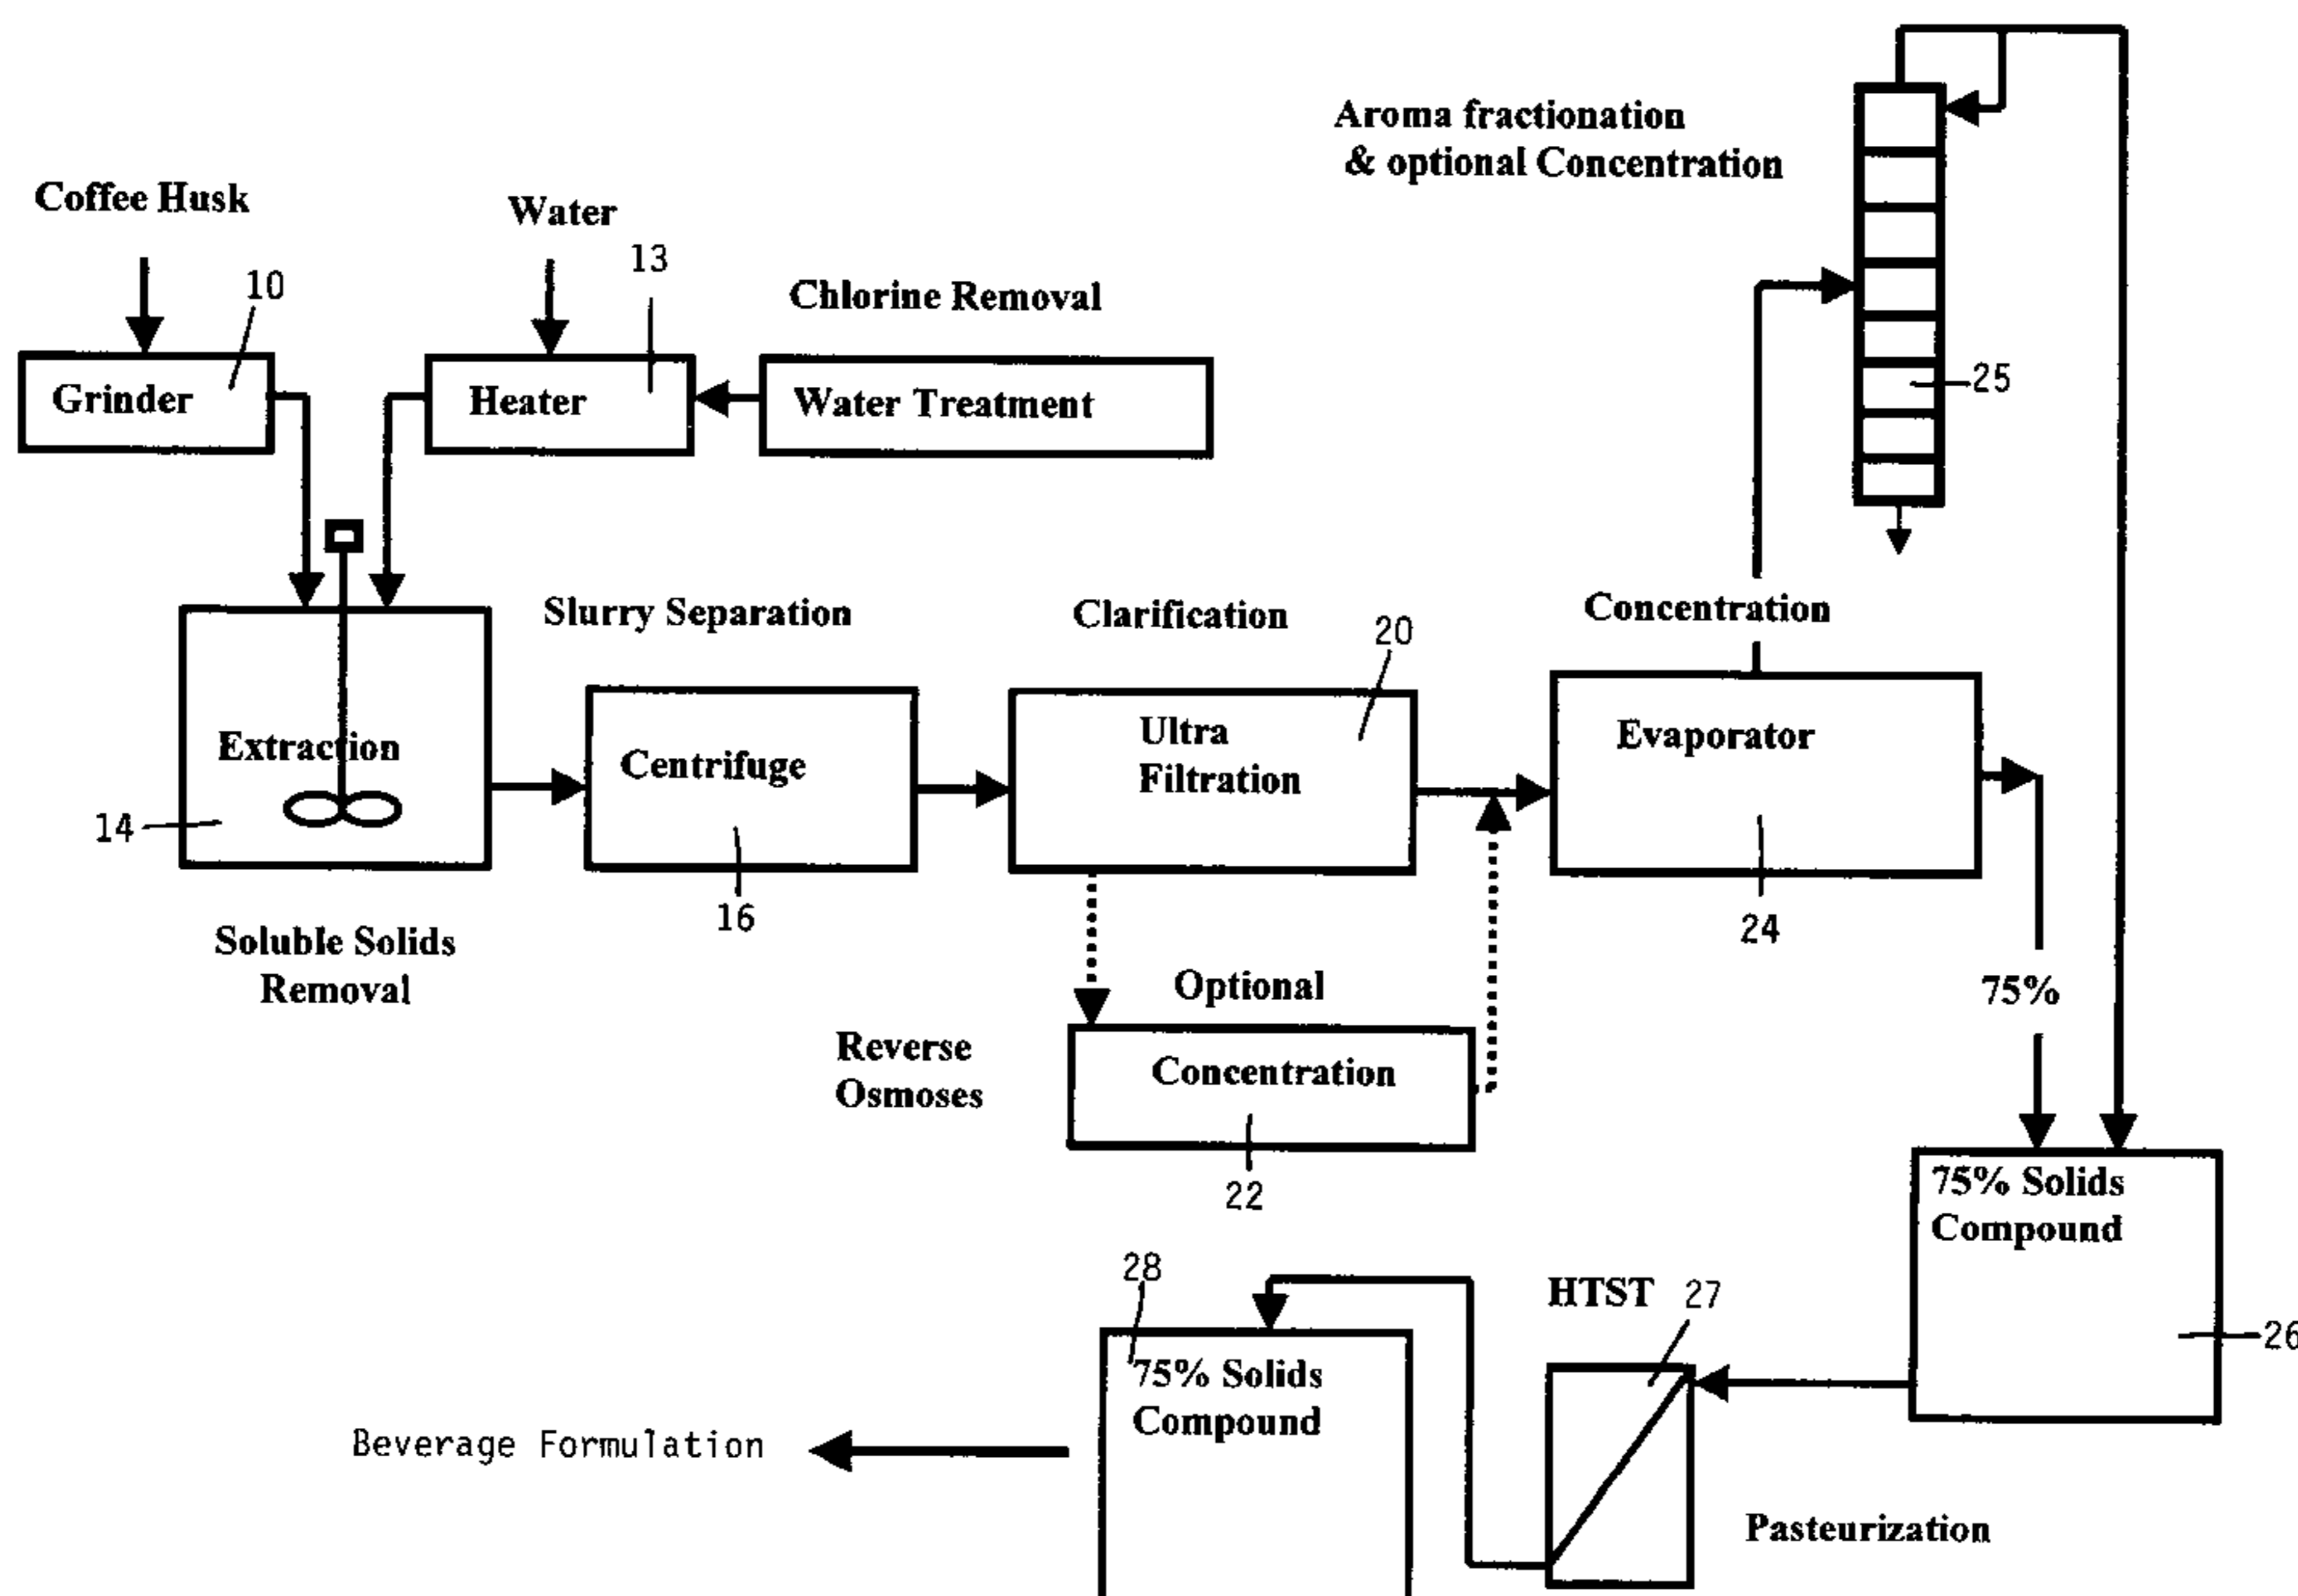 Aroma fractionation
& optional Concentration
Coffee Husk
Water
13
10
Chlorine Removal
Grinder
Heater
Water Treatment
25
Slurry Separation
Clarification
20
Concentration
Extraction
Centrifuge
Ultra
Filtration
Evaporator
14
16
24
Soluble Solids
Removal
Optional
75%
Reverse
Osmoses
Concentration
22
75% Solids
Compound
28
HTST
27
26
75% Solids
Compound
Beverage Formulation
Pasteurization